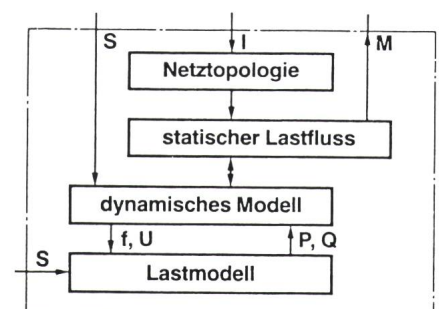 S I M
Netztopologie
statischer Lastfluss
dynamisches Modell
f, U P, Q
S
Lastmodell